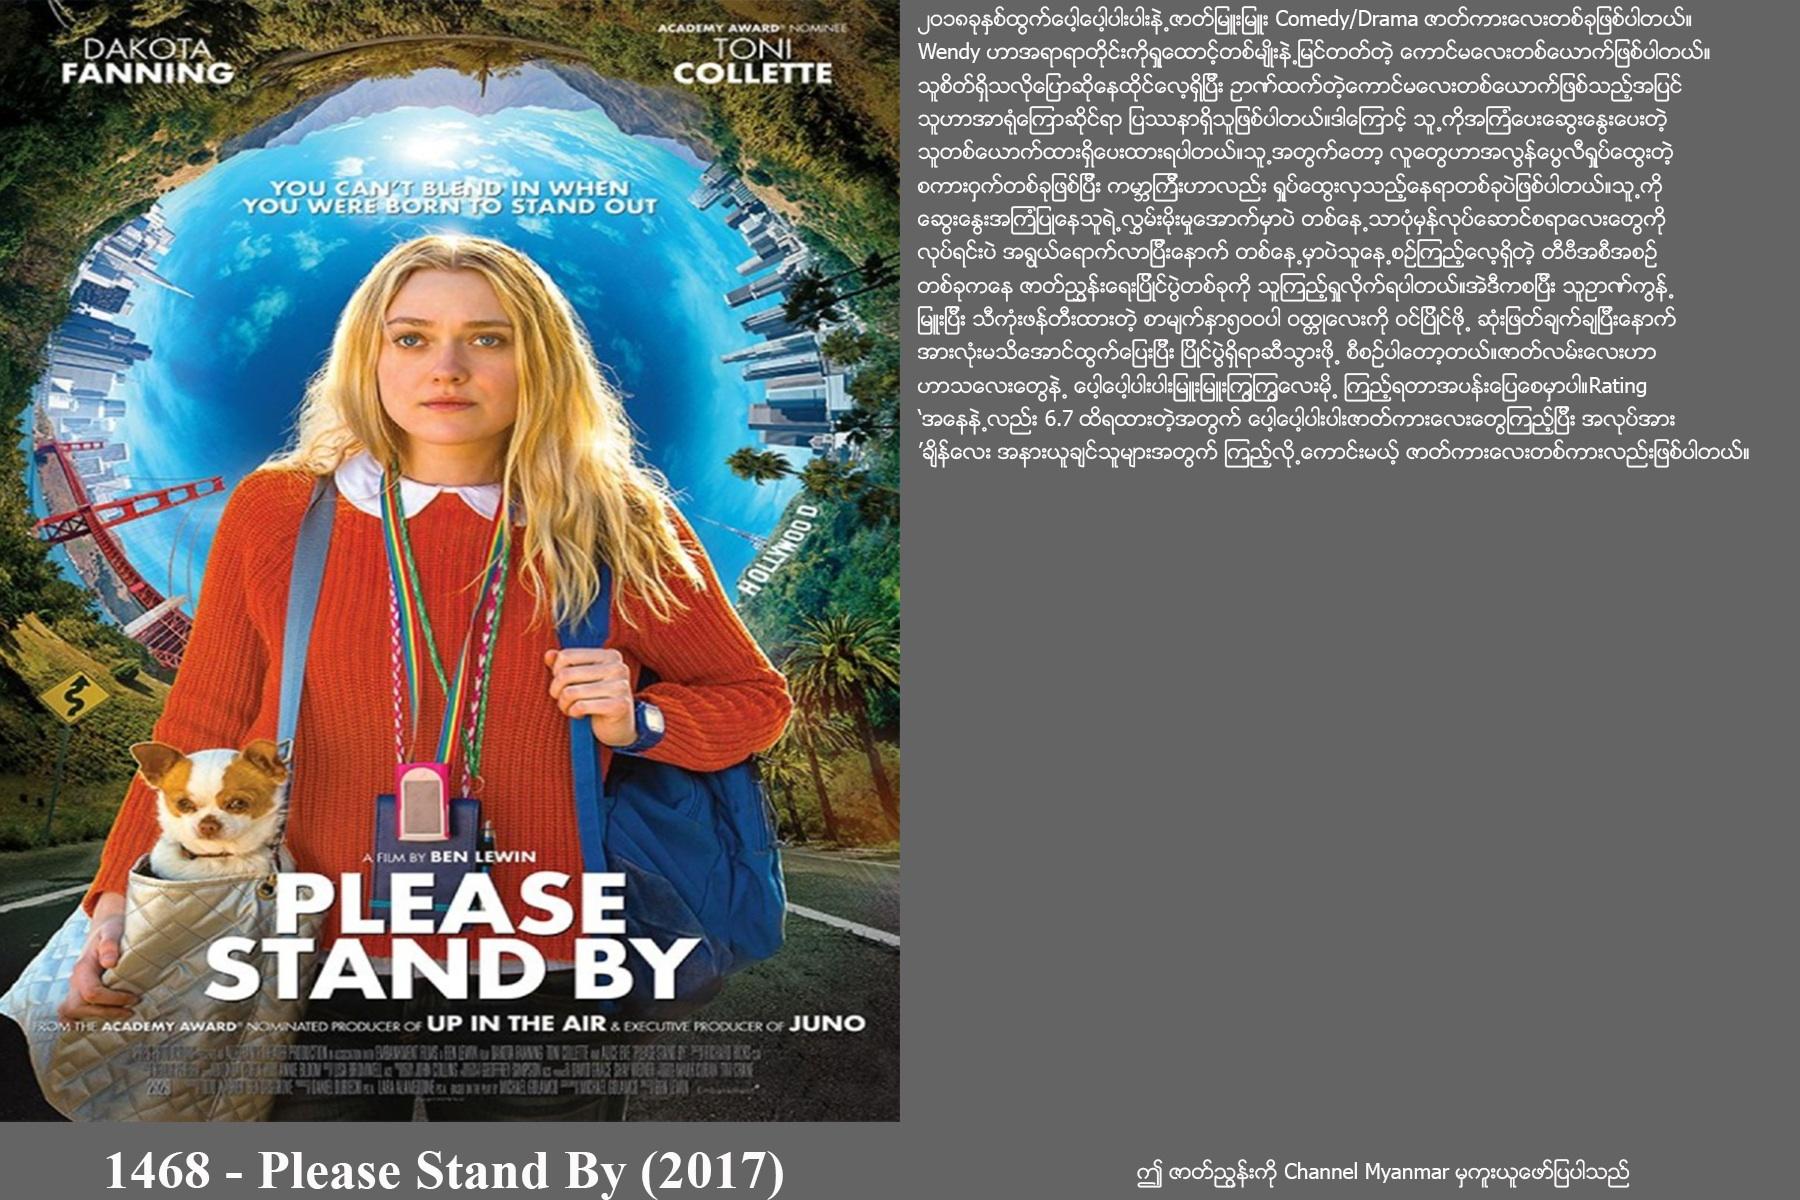 DAKOTA
FANNING
ACADEMY AWARD® NOMINEE
TONI
COLLETTE
YOU CAN'T BLEND IN WHEN
YOU WERE BORN TO STAND OUT
HOLLYWOOD
A FILM BY BEN LEWIN
PLEASE
STAND BY
FROM THE ACADEMY AWARD® NOMINATED PRODUCER OF UP IN THE AIR & EXECUTIVE PRODUCER OF JUNO
1468 - Please Stand By (2017)
၂၀၁၈ခုနှစ်ထွက်ပေါ့ပေါ့ပါးပါးနဲ့ဇာတ်မြူးမြူး Comedy/Drama ဇာတ်ကားလေးတစ်ခုဖြစ်ပါတယ်။
Wendy ဟာအရာရာတိုင်းကိုရှုထောင့်တစ်မျိုးနဲ့မြင်တတ်တဲ့ ကောင်မလေးတစ်ယောက်ဖြစ်ပါတယ်။
သူစိတ်ရှိသလိုပြောဆိုနေထိုင်လေ့ရှိပြီး ဉာဏ်ထက်တဲ့ကောင်မလေးတစ်ယောက်ဖြစ်သည့်အပြင်
သူဟာအာရုံကြောဆိုင်ရာ ပြဿနာရှိသူဖြစ်ပါတယ်။ဒါကြောင့် သူ့ကိုအကြံပေးဆွေးနွေးပေးတဲ့
သူတစ်ယောက်ထားရှိပေးထားရပါတယ်။သူ့အတွက်တော့ လူတွေဟာအလွန်ပွေလီရှုပ်ထွေးတဲ့
စကားဝှက်တစ်ခုဖြစ်ပြီး ကမ္ဘာကြီးဟာလည်း ရှုပ်ထွေးလှသည့်နေရာတစ်ခုပဲဖြစ်ပါတယ်။သူ့ကို
ဆွေးနွေးအကြံပြုနေသူရဲ့လွှမ်းမိုးမှုအောက်မှာပဲ တစ်နေ့သာပုံမှန်လုပ်ဆောင်စရာလေးတွေကို
လုပ်ရင်းပဲ အရွယ်ရောက်လာပြီးနောက် တစ်နေ့မှာပဲသူနေ့စဉ်ကြည့်လေ့ရှိတဲ့ တီဗီအစီအစဉ်
တစ်ခုကနေ ဇာတ်ညွှန်းရေးပြိုင်ပွဲတစ်ခုကို သူကြည့်ရှုလိုက်ရပါတယ်။အဲဒီကစပြီး သူဉာဏ်ကွန့်
မြူးပြီး သီကုံးဖန်တီးထားတဲ့ စာမျက်နှာ၅၀၀ပါ ဝတ္ထုလေးကို ဝင်ပြိုင်ဖို့ ဆုံးဖြတ်ချက်ချပြီးနောက်
အားလုံးမသိအောင်ထွက်ပြေးပြီး ပြိုင်ပွဲရှိရာဆီသွားဖို့ စီစဉ်ပါတော့တယ်။ဇာတ်လမ်းလေးဟာ
ဟာသလေးတွေနဲ့ ပေါ့ပေါ့ပါးပါးမြူးမြူးကြွကြွလေးမို့ ကြည့်ရတာအပန်းပြေစေမှာပါ။Rating
‘အနေနဲ့လည်း 6.7 ထိရထားတဲ့အတွက် ပေါ့ပေါ့ပါးပါးဇာတ်ကားလေးတွေကြည့်ပြီး အလုပ်အား
’ချိန်လေး အနားယူချင်သူများအတွက် ကြည့်လို့ကောင်းမယ့် ဇာတ်ကားလေးတစ်ကားလည်းဖြစ်ပါတယ်။
ဤ ဇာတ်ညွှန်းကို Channel Myanmar မှကူးယူဖော်ပြပါသည်